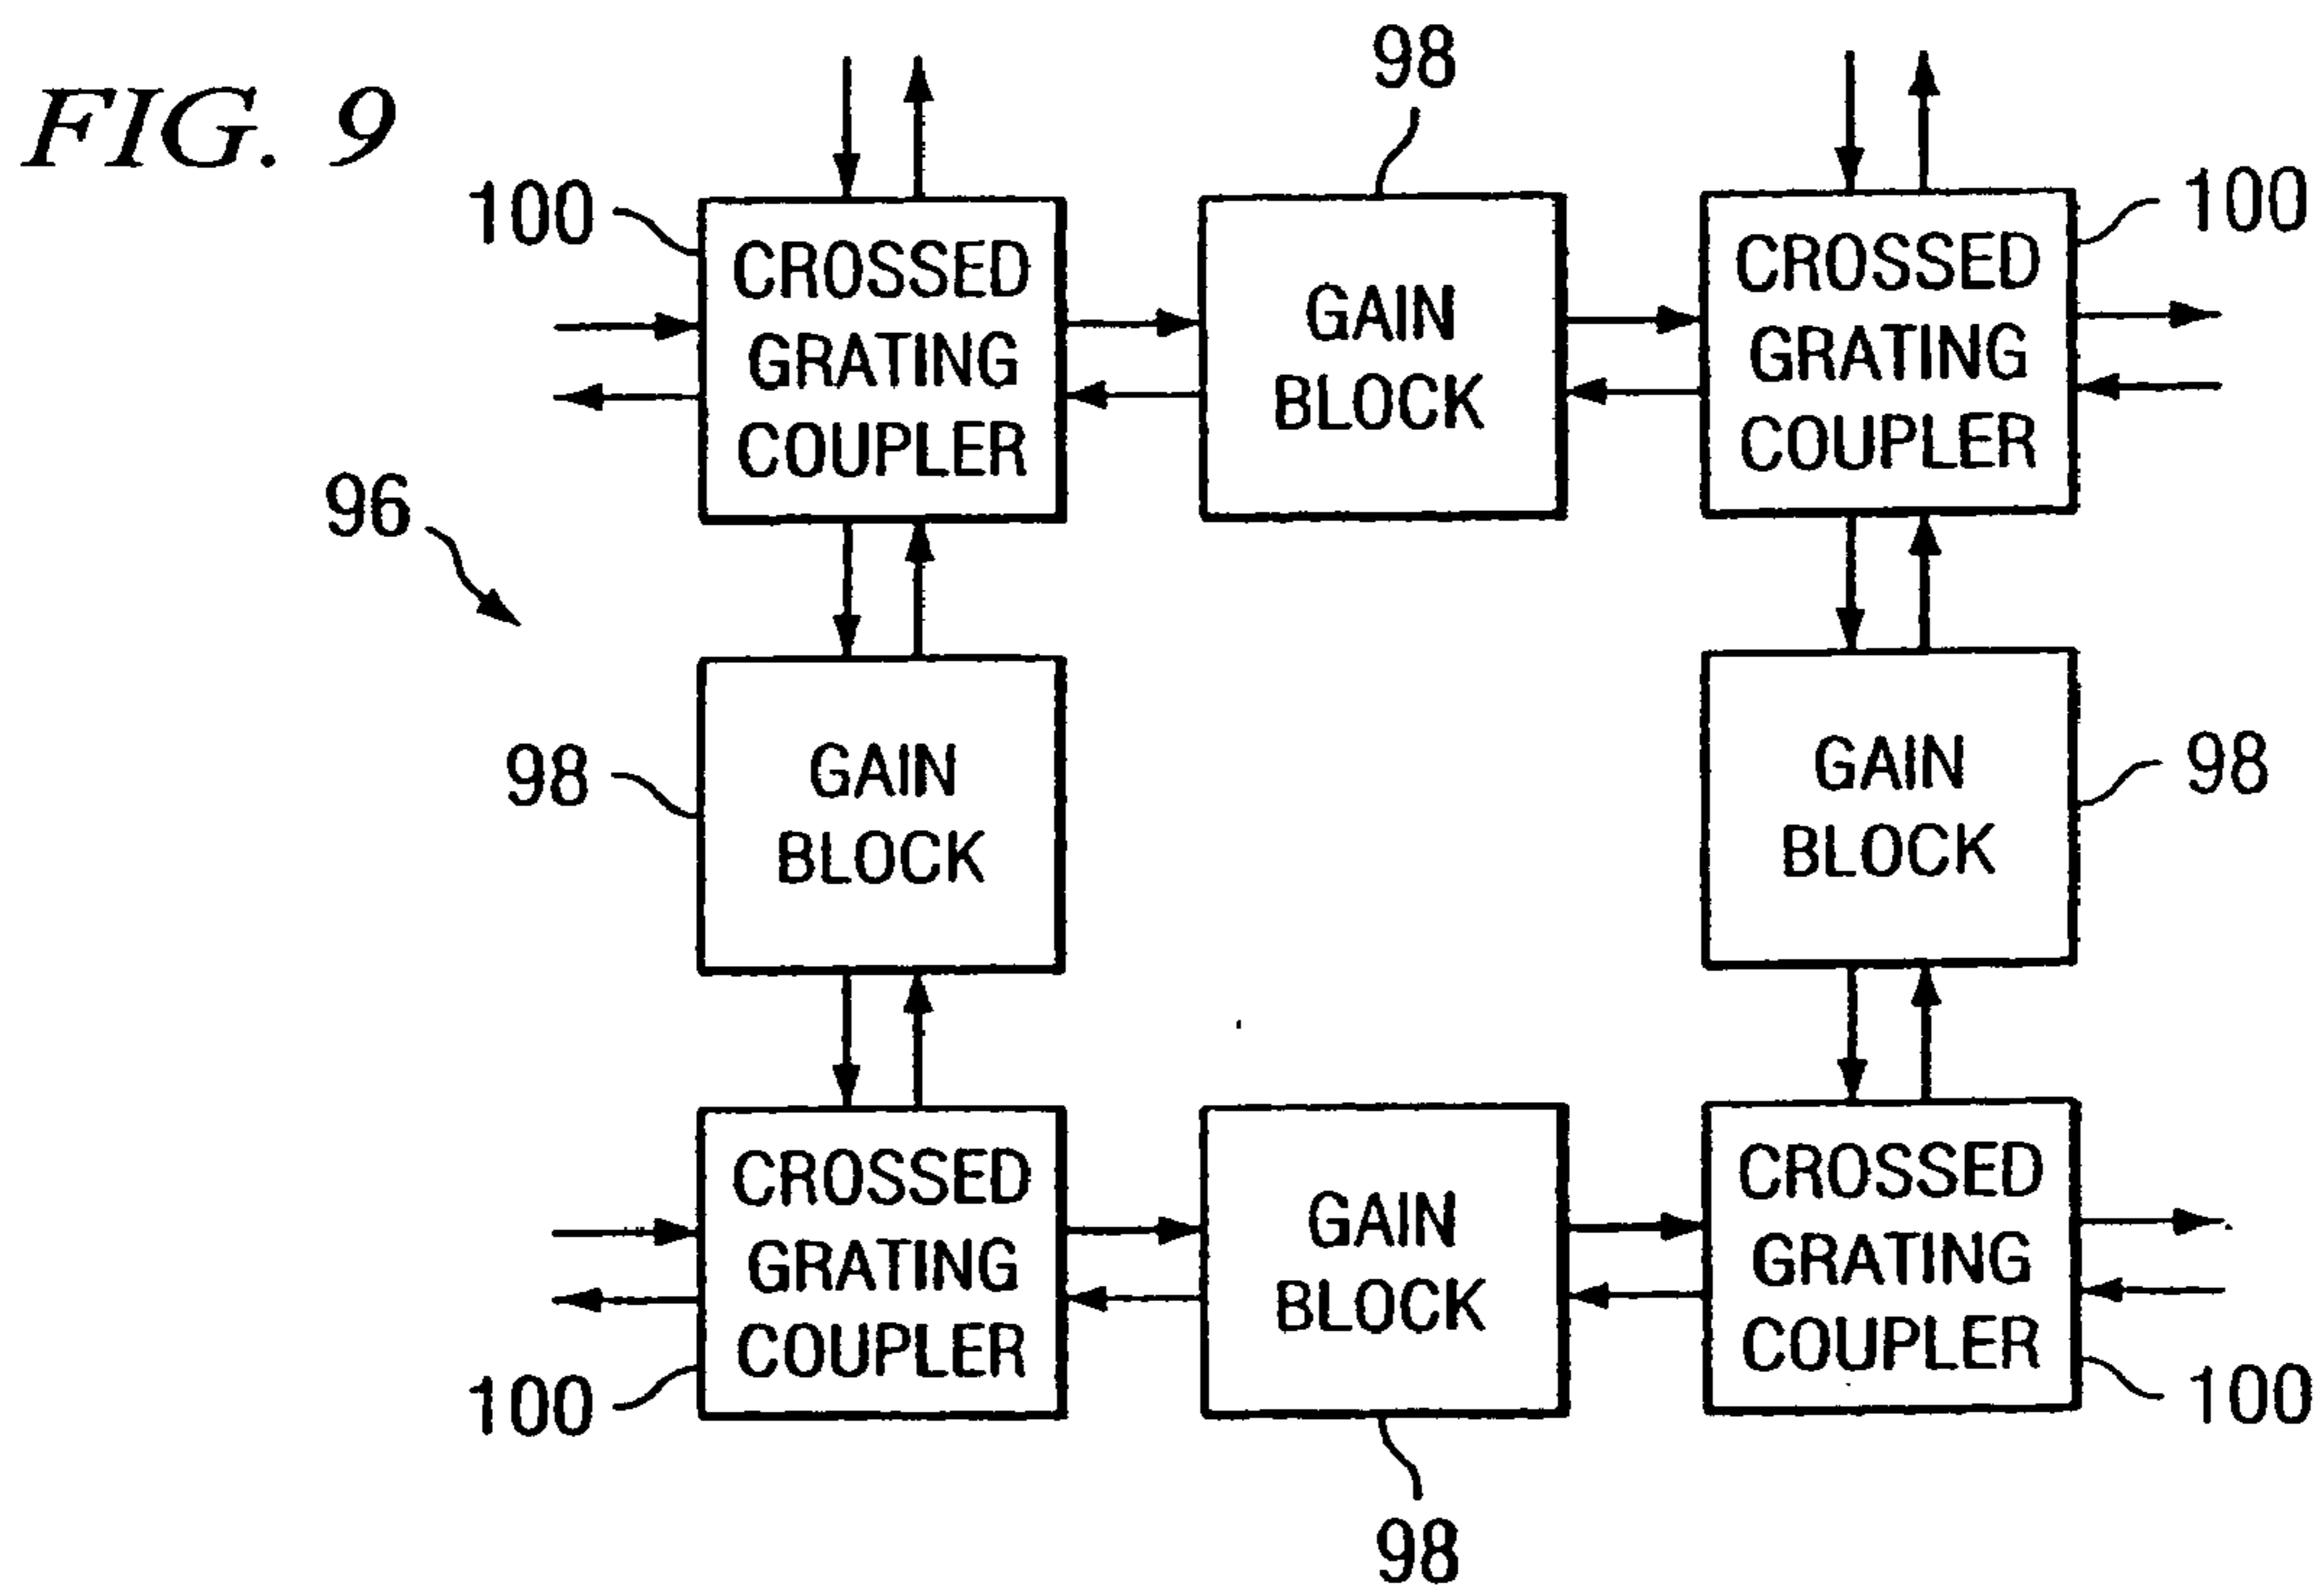 FIG. 9
98
100
CROSSED
GRATING
COUPLER
GAIN
BLOCK
CROSSED
GRATING
COUPLER
100
96
98
GAIN
BLOCK
GAIN
BLOCK
98
CROSSED
GRATING
COUPLER
100
GAIN
BLOCK
98
CROSSED
GRATING
COUPLER
100